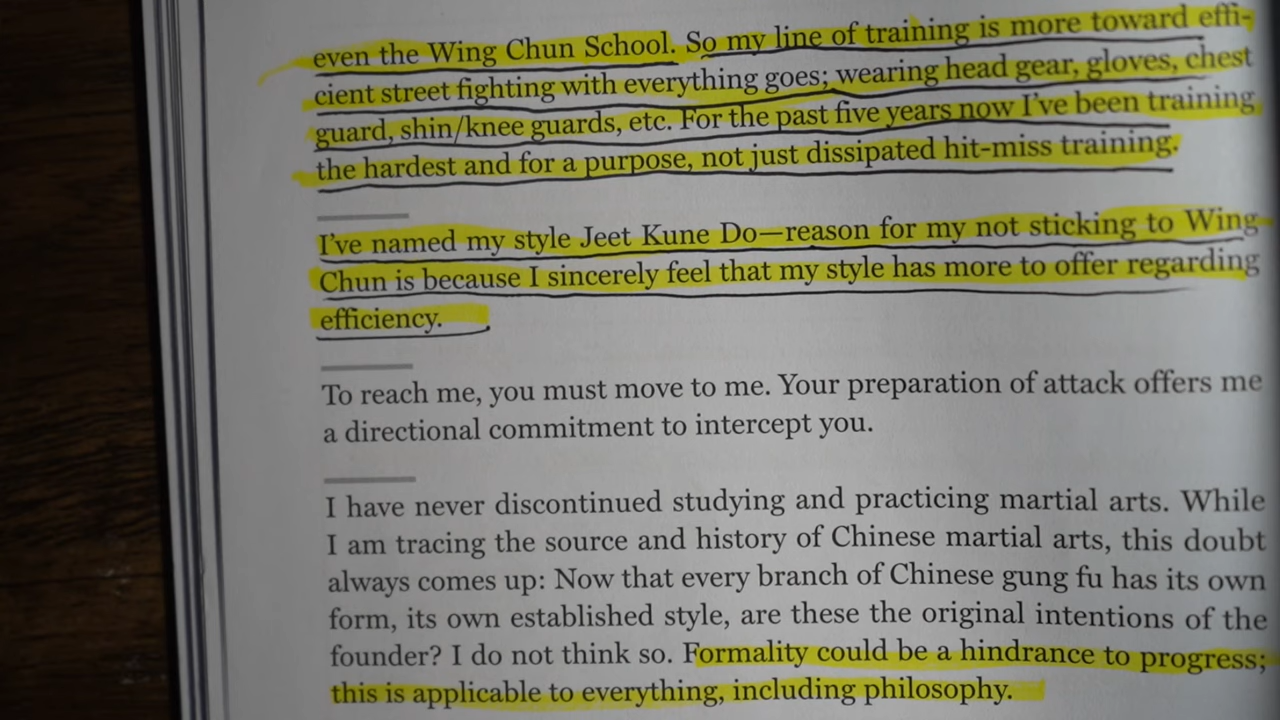 even the Wing Chun School. So my line of training is more toward effi-
cient street fighting with everything goes; wearing head gear, gloves, chest
guard, shin/knee guards, etc. For the past five years now I've been training
the hardest and for a purpose, not just dissipated hit-miss training.
I've named my style Jeet Kune Do—reason for my not sticking to Wing
Chun is because I sincerely feel that my style has more to offer regarding
efficiency.
To reach me, you must move to me. Your preparation of attack offers me
a directional commitment to intercept you.
I have never discontinued studying and practicing martial arts. While
I am tracing the source and history of Chinese martial arts, this doubt
always comes up: Now that every branch of Chinese gung fu has its own
form, its own established style, are these the original intentions of the
founder? I do not think so. Formality could be a hindrance to progress;
this is applicable to everything, including philosophy.